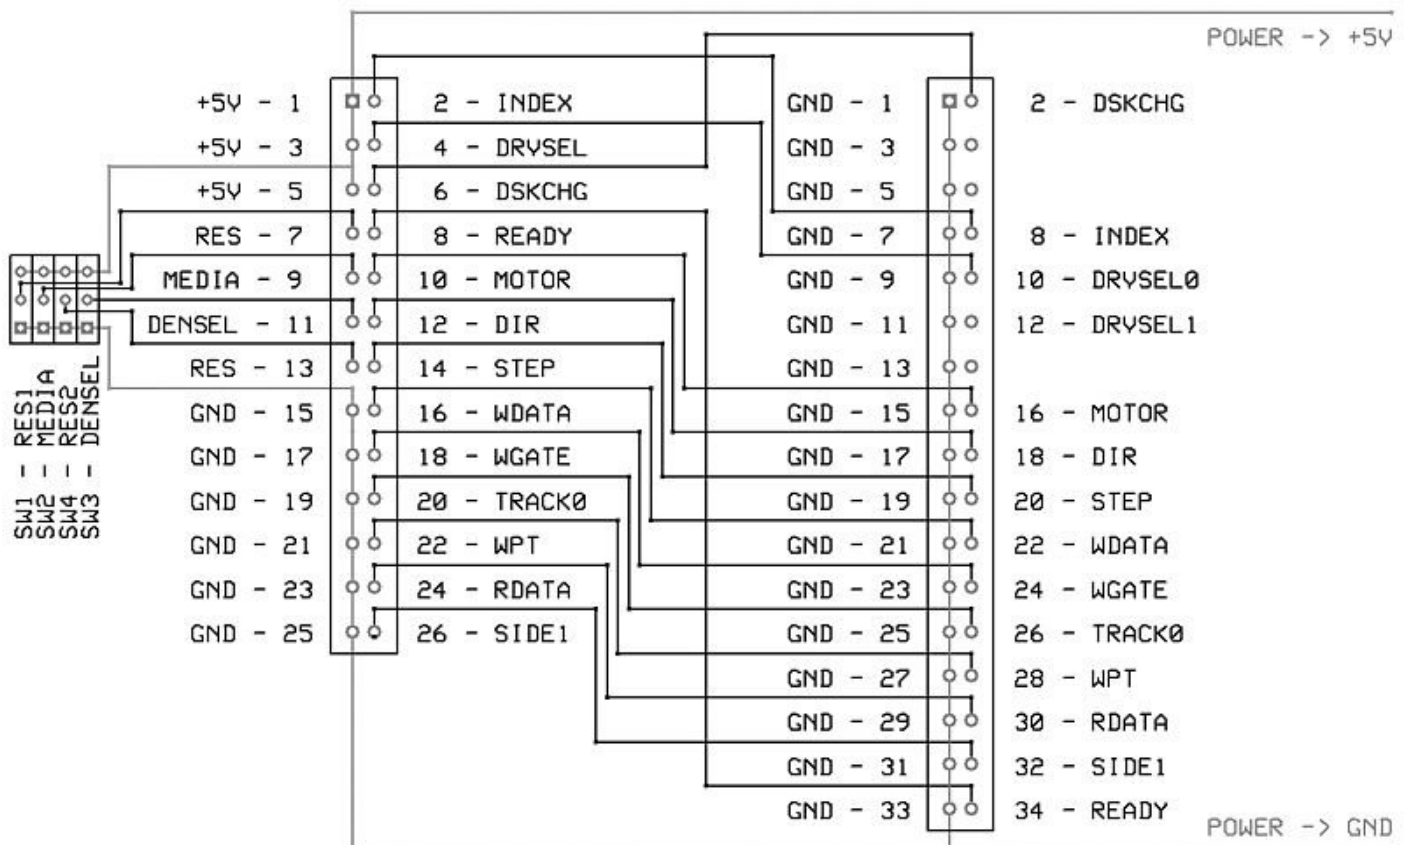 POWER -> +5V
+5V - 1 2 - INDEX GND - 1 2 - DSKCHG
+5V - 3 4 - DRVSEL GND - 3
+5V - 5 6 - DSKCHG GND - 5
RES - 7 8 - READY GND - 7 8 - INDEX
MEDIA - 9 10 - MOTOR GND - 9 10 - DRVSEL0
DENSEL - 11 12 - DIR GND - 11 12 - DRVSEL1
RES - 13 14 - STEP GND - 13
GND - 15 16 - WDATA GND - 15 16 - MOTOR
GND - 17 18 - WGATE GND - 17 18 - DIR
GND - 19 20 - TRACK0 GND - 19 20 - STEP
GND - 21 22 - WPT GND - 21 22 - WDATA
GND - 23 24 - RDATA GND - 23 24 - WGATE
GND - 25 26 - SIDE1 GND - 25 26 - TRACK0
GND - 27 28 - WPT
GND - 29 30 - RDATA
GND - 31 32 - SIDE1
GND - 33 34 - READY
POWER -> GND
SW1 - RES1
SW2 - MEDIA
SW4 - RES2
SW3 - DENSEL